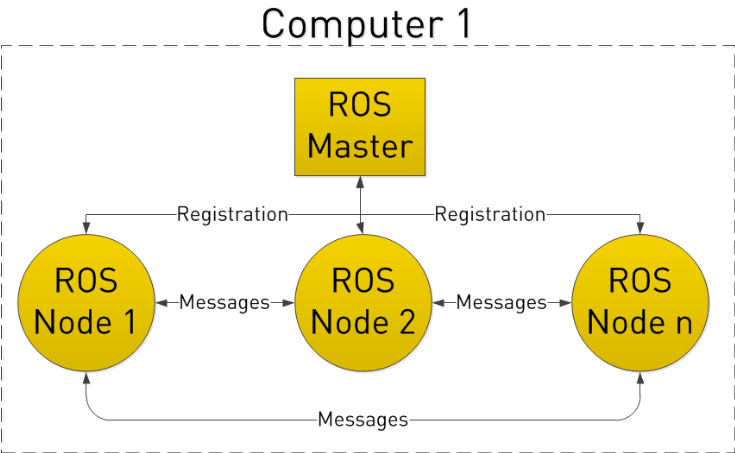 Computer 1
ROS
Master
Registration
Registration
ROS
Node 1
Messages
ROS
Node 2
Messages
ROS
Node n
Messages